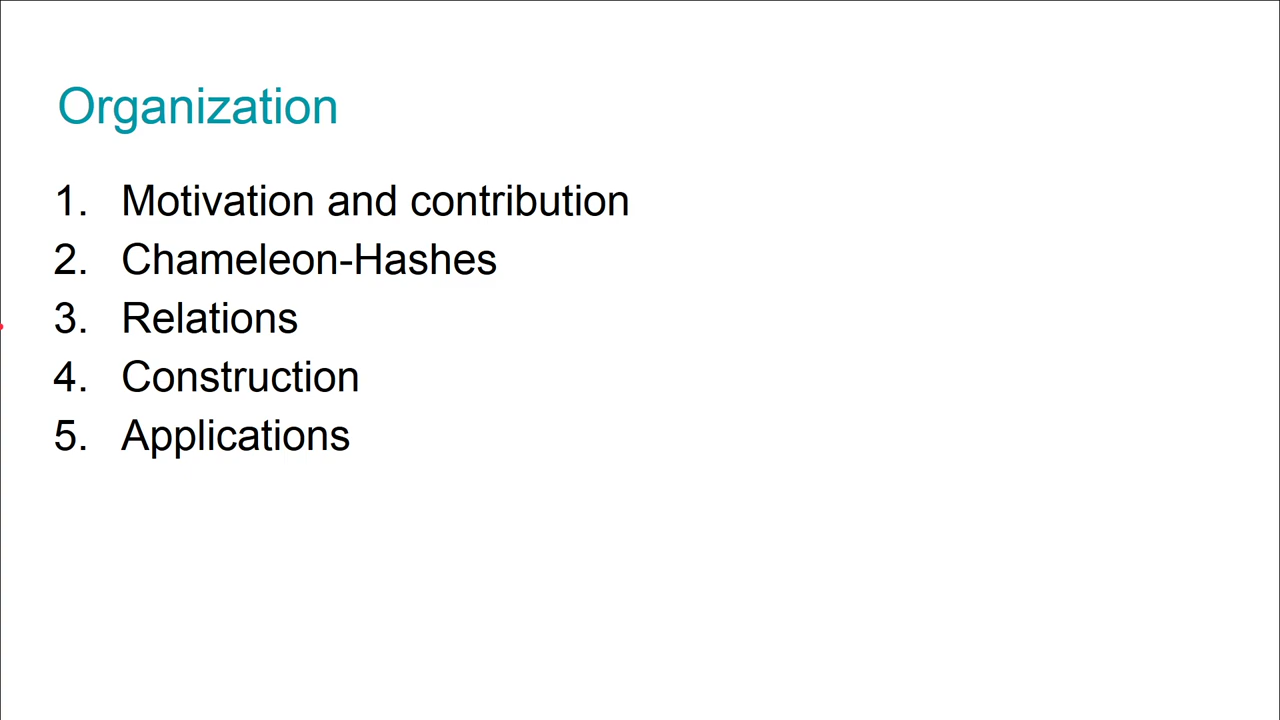 Organization
1. Motivation and contribution
2. Chameleon-Hashes
3. Relations
4. Construction
5. Applications